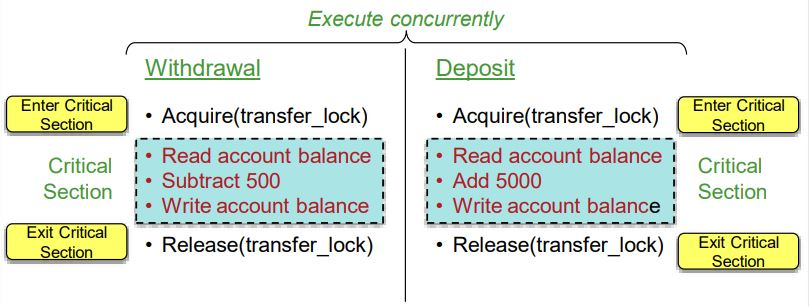 Execute concurrently
Withdrawal
Enter Critical
Section
• Acquire(transfer_lock)
Critical
Section
• Read account balance
• Subtract 500
• Write account balance
Exit Critical
Section
• Release(transfer_lock)
Deposit
• Acquire(transfer_lock)
Enter Critical
Section
• Read account balance
• Add 5000
• Write account balance
Critical
Section
• Release(transfer_lock)
Exit Critical
Section